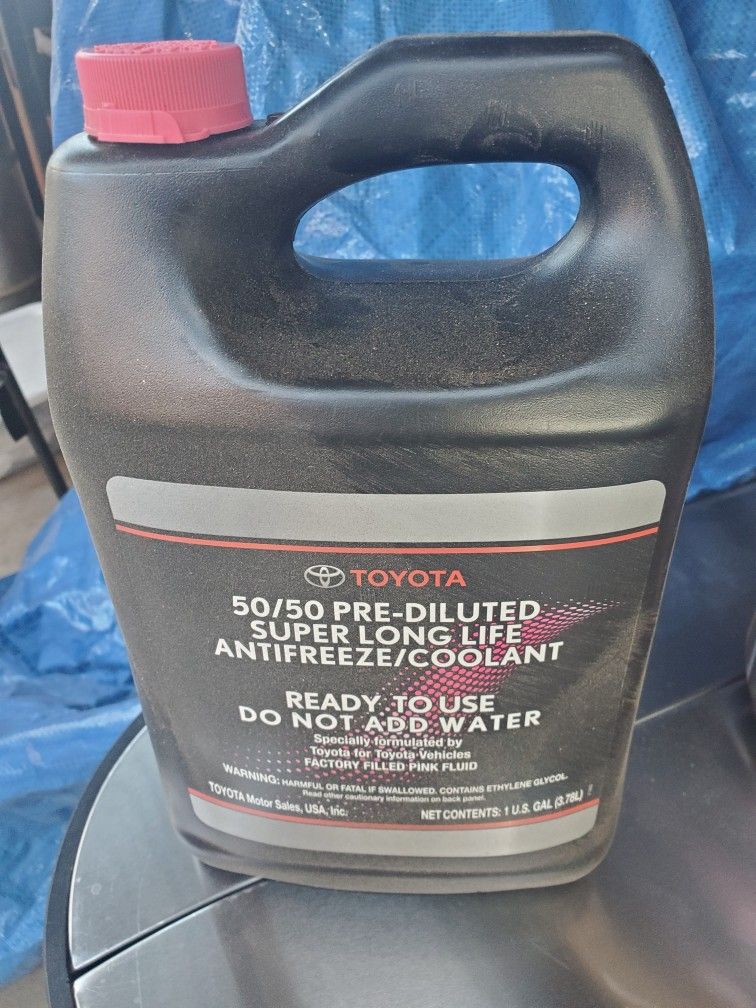 TOYOTA
50/50 PRE-DILUTED
SUPER LONG LIFE
ANTIFREEZE/COOLANT
READY TO USE
DO NOT ADD WATER
Specially formulated by
Toyota for Toyota Vehicles
FACTORY FILLED PINK FLUID
WARNING: HARMFUL OR FATAL IF SWALLOWED. CONTAINS ETHYLENE GLYCOL.
Read other cautionary information on back panel.
TOYOTA Motor Sales, USA, Inc.
NET CONTENTS: 1 U.S. GAL (3.78L)